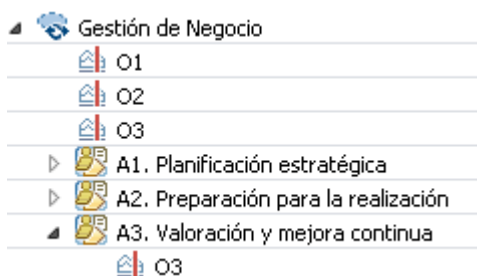 Gestión de Negocio
O1
O2
O3
A1. Planificación estratégica
A2. Preparación para la realización
A3. Valoración y mejora continua
O3